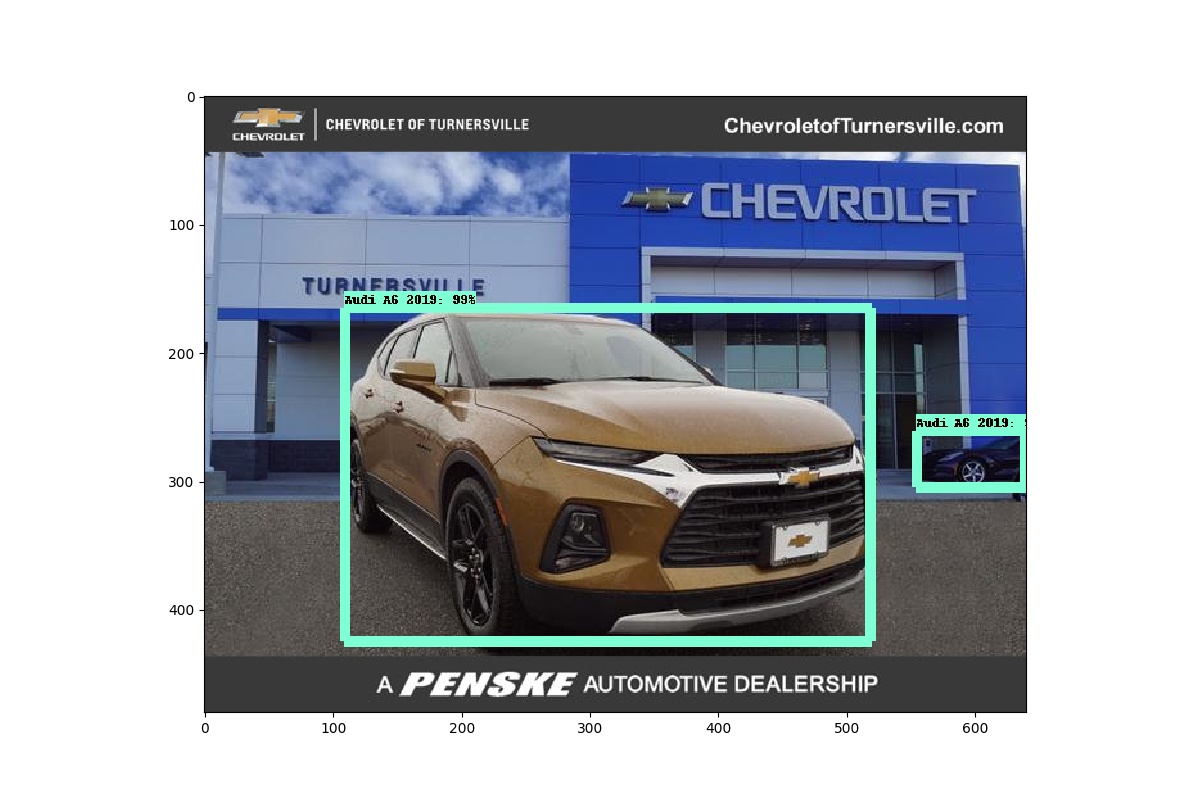 0
100
200
300
400
CHEVROLET
CHEVROLET OF TURNERSVILLE
ChevroletofTurnersville.com
CHEVROLET
TURNERSVILLE
Audi A6 2019: 99%
Audi A6 2019:
A PENSKE AUTOMOTIVE DEALERSHIP
0
100
200
300
400
500
600